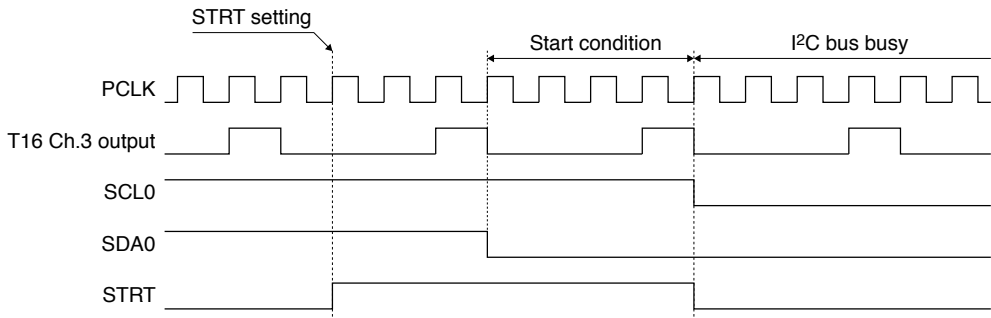 STRT setting
Start condition
I²C bus busy
PCLK
T16 Ch.3 output
SCL0
SDA0
STRT